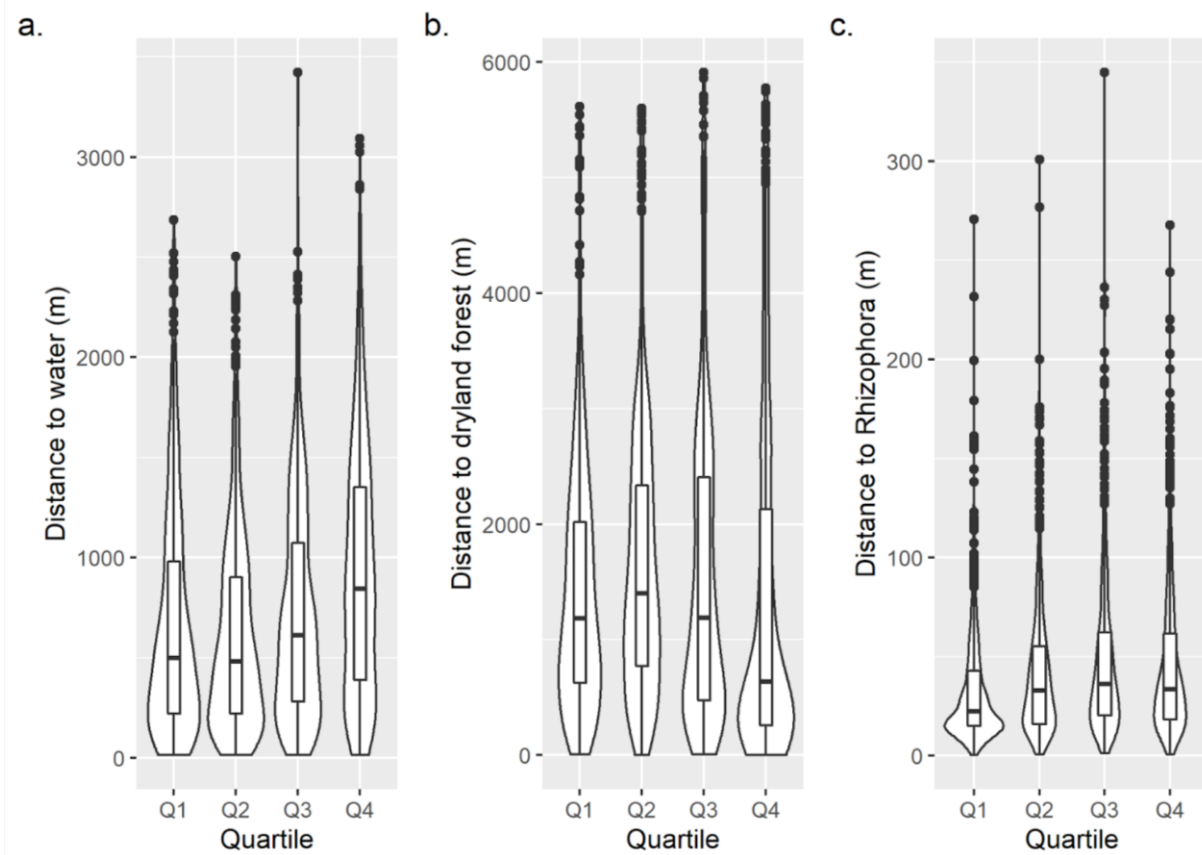 a.
Distance to water (m)
3000
2000
1000
0
Q1 Q2 Q3 Q4
Quartile
b.
Distance to dryland forest (m)
6000
4000
2000
0
Q1 Q2 Q3 Q4
Quartile
c.
Distance to Rhizophora (m)
300
200
100
0
Q1 Q2 Q3 Q4
Quartile